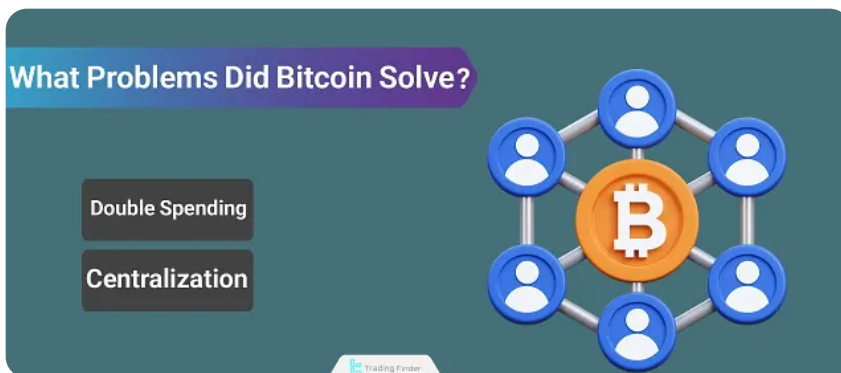 What Problems Did Bitcoin Solve?
Double Spending
Centralization
Trading Finder